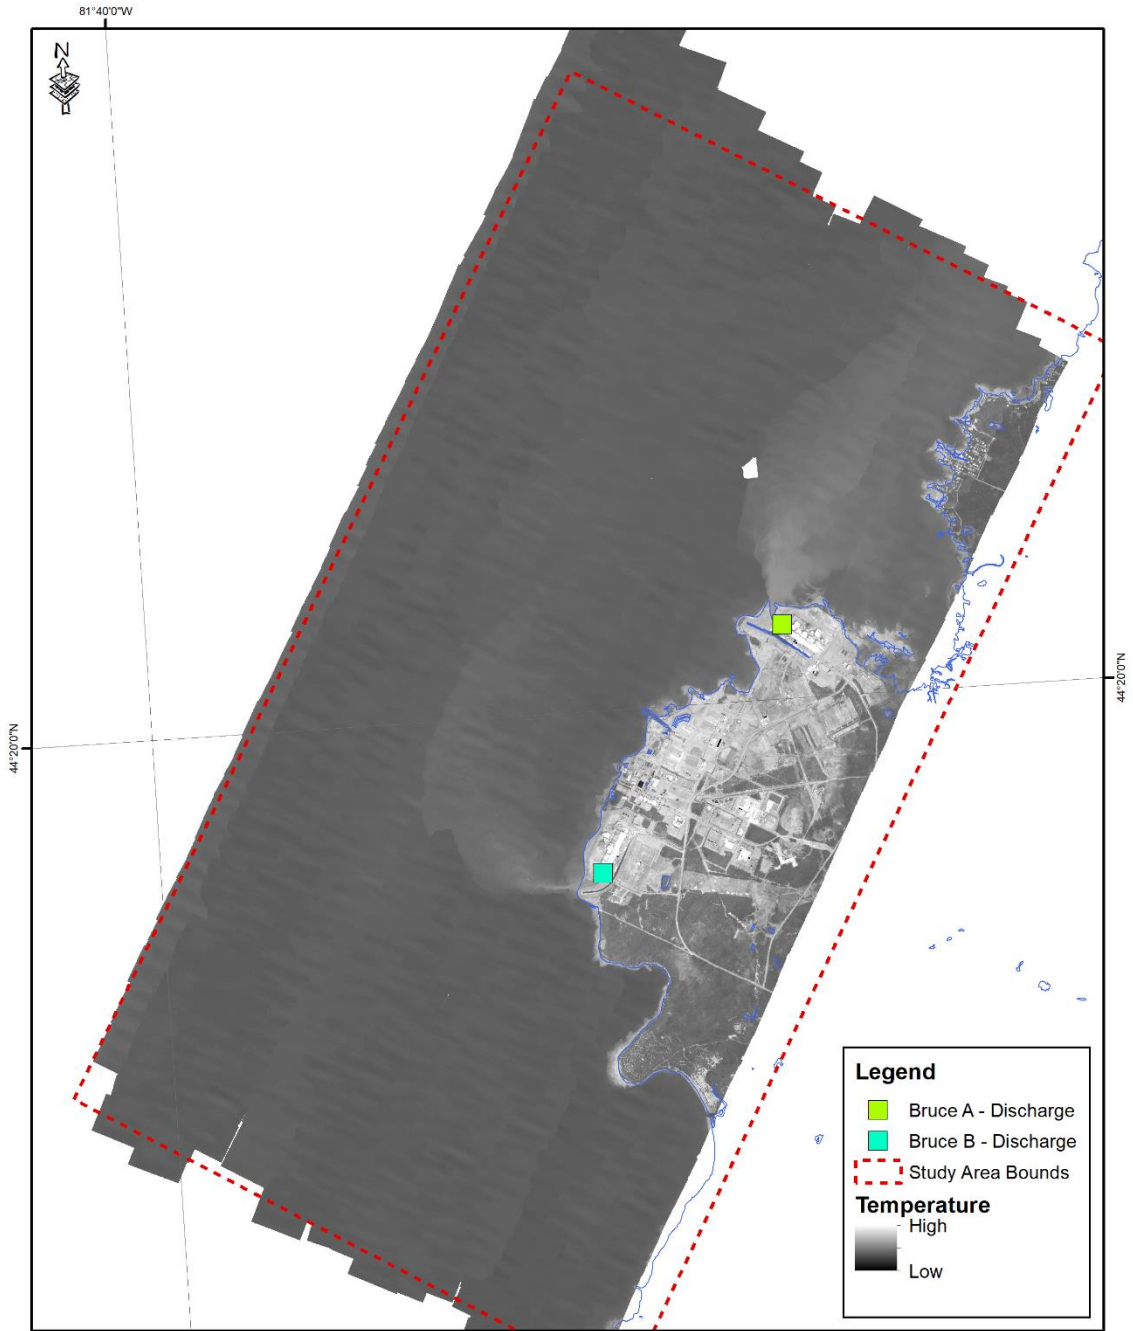 81°40'0"W
N
44°20'0"N
44°20'0"N
Legend
Bruce A - Discharge
Bruce B - Discharge
Study Area Bounds
Temperature
High
Low